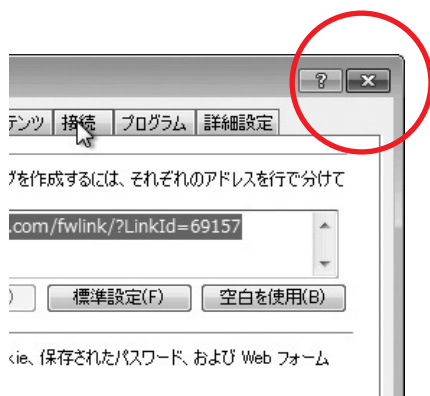 ? ×
テンツ 接続 プログラム 詳細設定
ブを作成するには、それぞれのアドレスを行で分けて
.com/fwlink/?LinkId=69157
) 標準設定(F) 空白を使用(B)
kie、保存されたパスワード、および Web フォーム